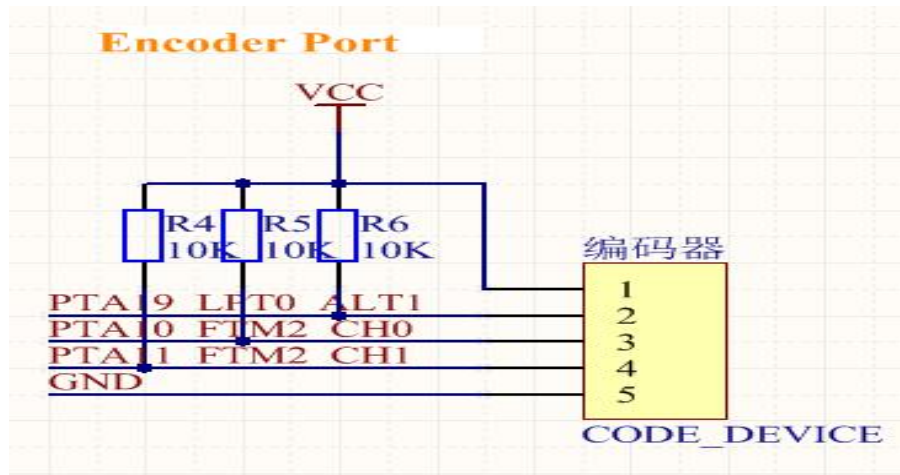 Encoder Port
VCC
R4 R5 R6
10K 10K 10K
编码器
1
PTA19 LPT0 ALT1 2
PTA10 FTM2 CH0 3
PTA11 FTM2 CH1 4
GND 5
CODE_DEVICE